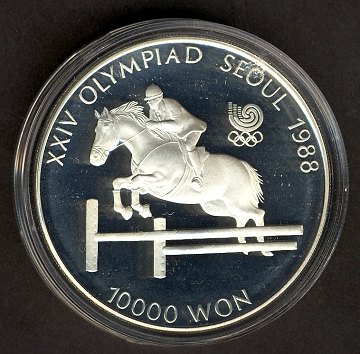 XXIV OLYMPIAD SEOUL 1988
10000 WON